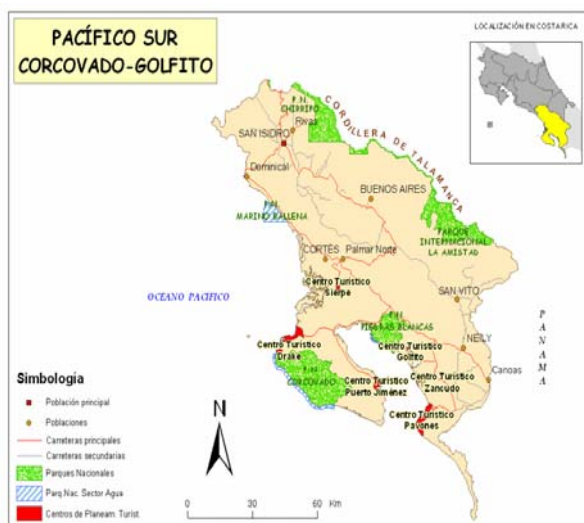 PACÍFICO SUR
CORCOVADO-GOLFITO
LOCALIZACIÓN EN COSTA RICA
P.N.
CHIRRIPO
Rivas
SAN ISIDRO
CORDILLERA DE TALAMANCA
Dominical
BUENOS AIRES
P.N.
MARINO BALLENA
PARQUE
INTERNACIONAL
LA AMISTAD
CORTÉS
Palmar Norte
Centro Turístico
Sierpe
SAN VITO
OCEANO PACÍFICO
PANAMA
P.N.
PIEDRAS BLANCAS
Centro Turístico
Drake
Centro Turístico
Golfito
NEILY
P.N.
CORCOVADO
Centro Turístico
Puerto Jiménez
Centro Turístico
Zancudo
Canoas
Centro Turístico
Pavones
Simbología
Población principal
Poblaciones
Carreteras principales
Carreteras secundarias
Parques Nacionales
Parq.Nac. Sector Agua
Centros de Planeam. Turist.
N
0 30 60 Km